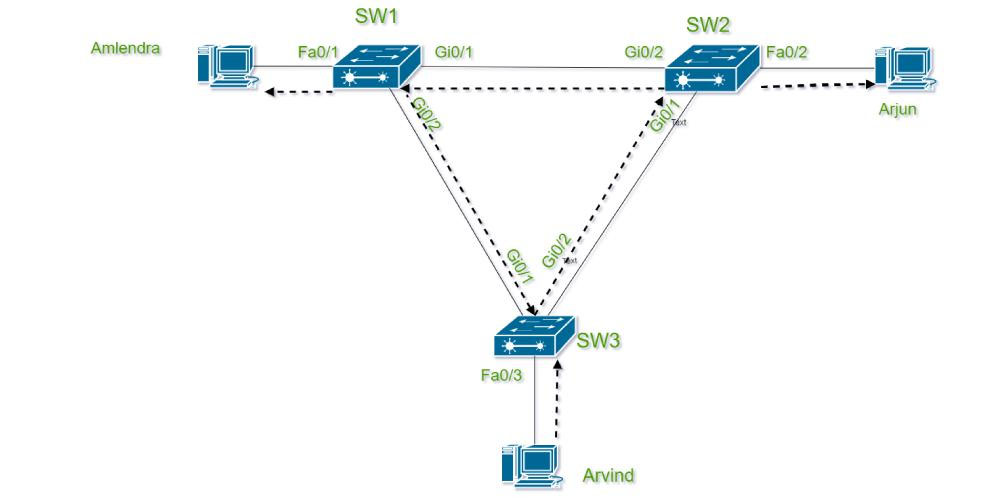 SW1
SW2
Amlendra
Fa0/1
Gi0/1
Gi0/2
Fa0/2
Arjun
Gi0/2
Gi0/1
Text
Gi0/1
Gi0/2
Text
SW3
Fa0/3
Arvind